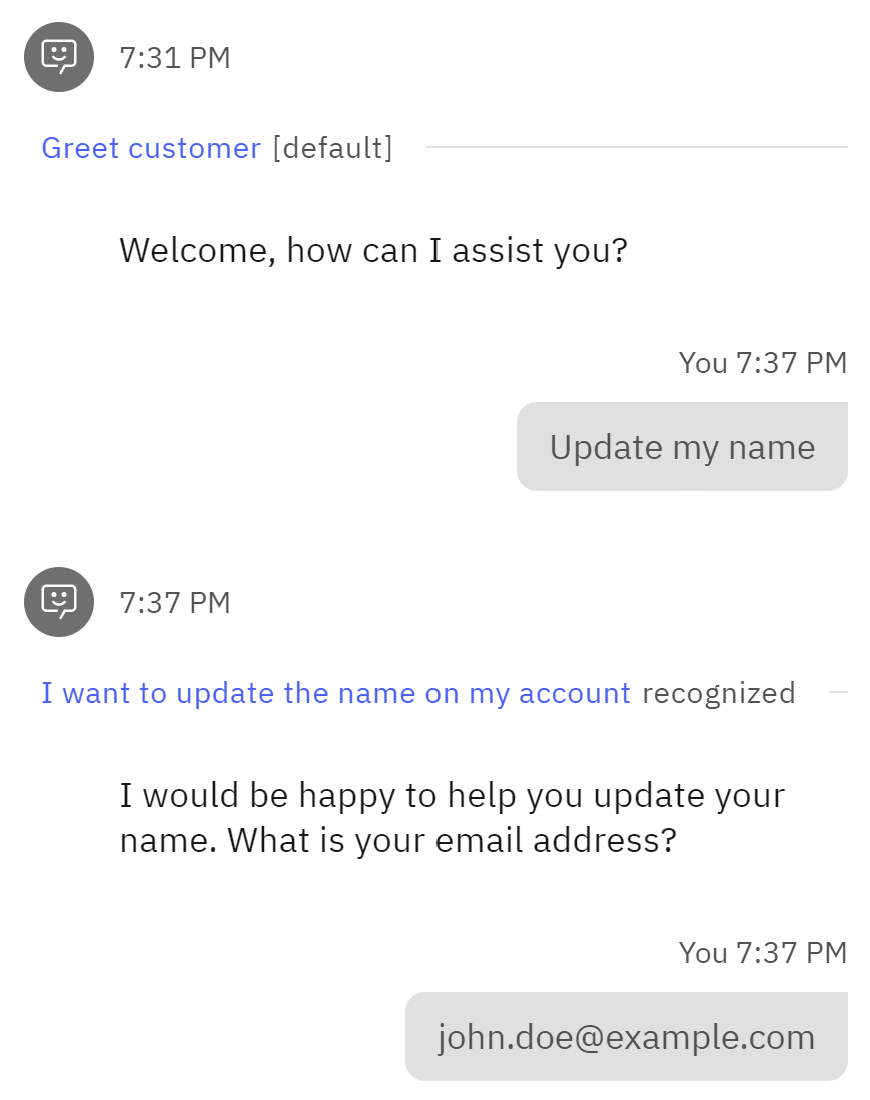 7:31 PM
Greet customer [default]
Welcome, how can I assist you?
You 7:37 PM
Update my name
7:37 PM
I want to update the name on my account recognized
I would be happy to help you update your
name. What is your email address?
You 7:37 PM
john.doe@example.com